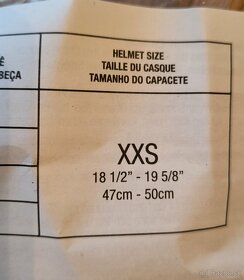 Ê
BEÇA
HELMET SIZE
TAILLE DU CASQUE
TAMANHO DO CAPACETE
XXS
18 1/2" - 19 5/8"
47cm - 50cm